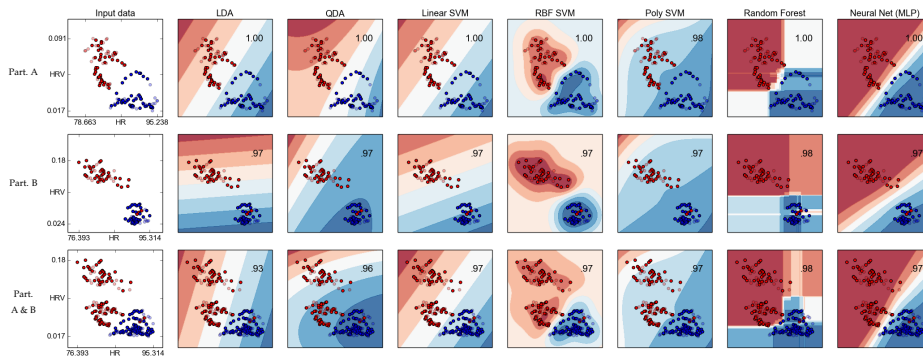 Input data LDA QDA Linear SVM RBF SVM Poly SVM Random Forest Neural Net (MLP)
0.091 1.00 1.00 1.00 1.00 .98 1.00 1.00
Part. A HRV
0.017
78.663 HR 95.238
0.18 .97 .97 .97 .97 .97 .98 .97
Part. B HRV
0.024
76.393 HR 95.314
0.18 .93 .96 .97 .97 .97 .98 .97
Part. HRV
A & B
0.017
76.393 HR 95.314